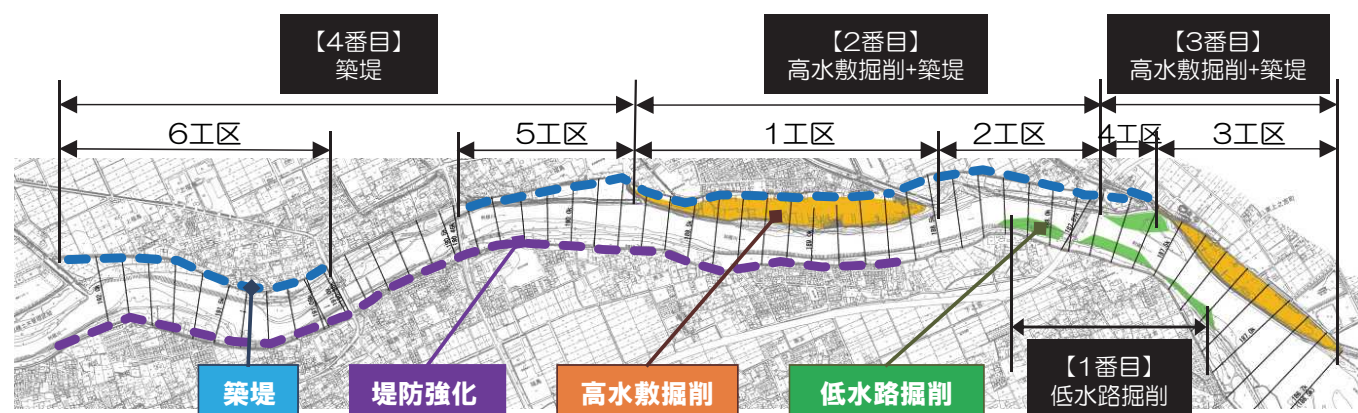 【4番目】
築堤
【2番目】
高水敷掘削+築堤
【3番目】
高水敷掘削+築堤
6工区
5工区
1工区
2工区
4工区
3工区
築堤
堤防強化
高水敷掘削
低水路掘削
【1番目】
低水路掘削